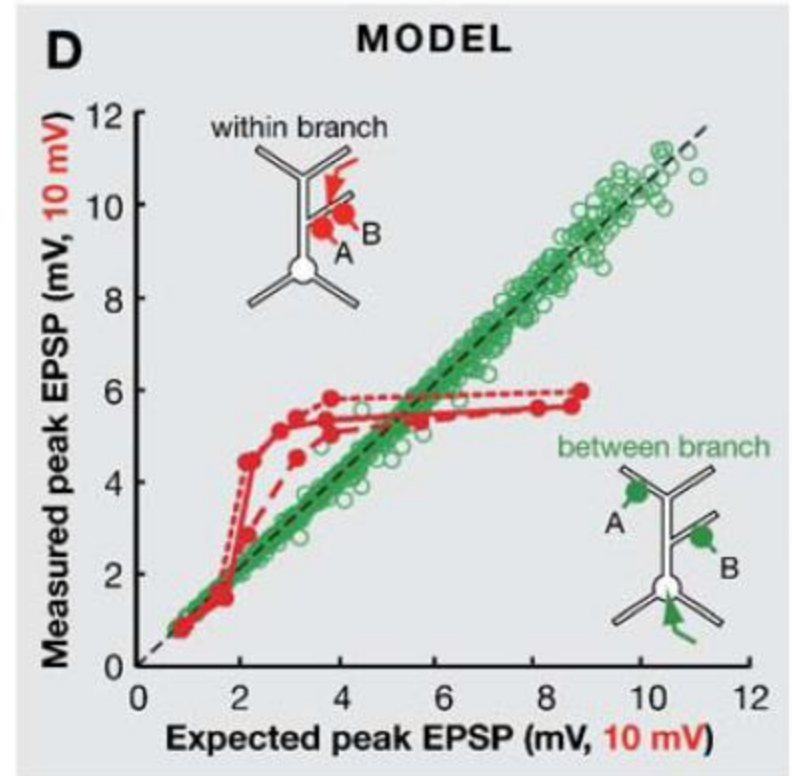 D
MODEL
Measured peak EPSP (mV, 10 mV)
12
10
8
6
4
2
0
within branch
A
B
between branch
A
B
0 2 4 6 8 10 12
Expected peak EPSP (mV, 10 mV)